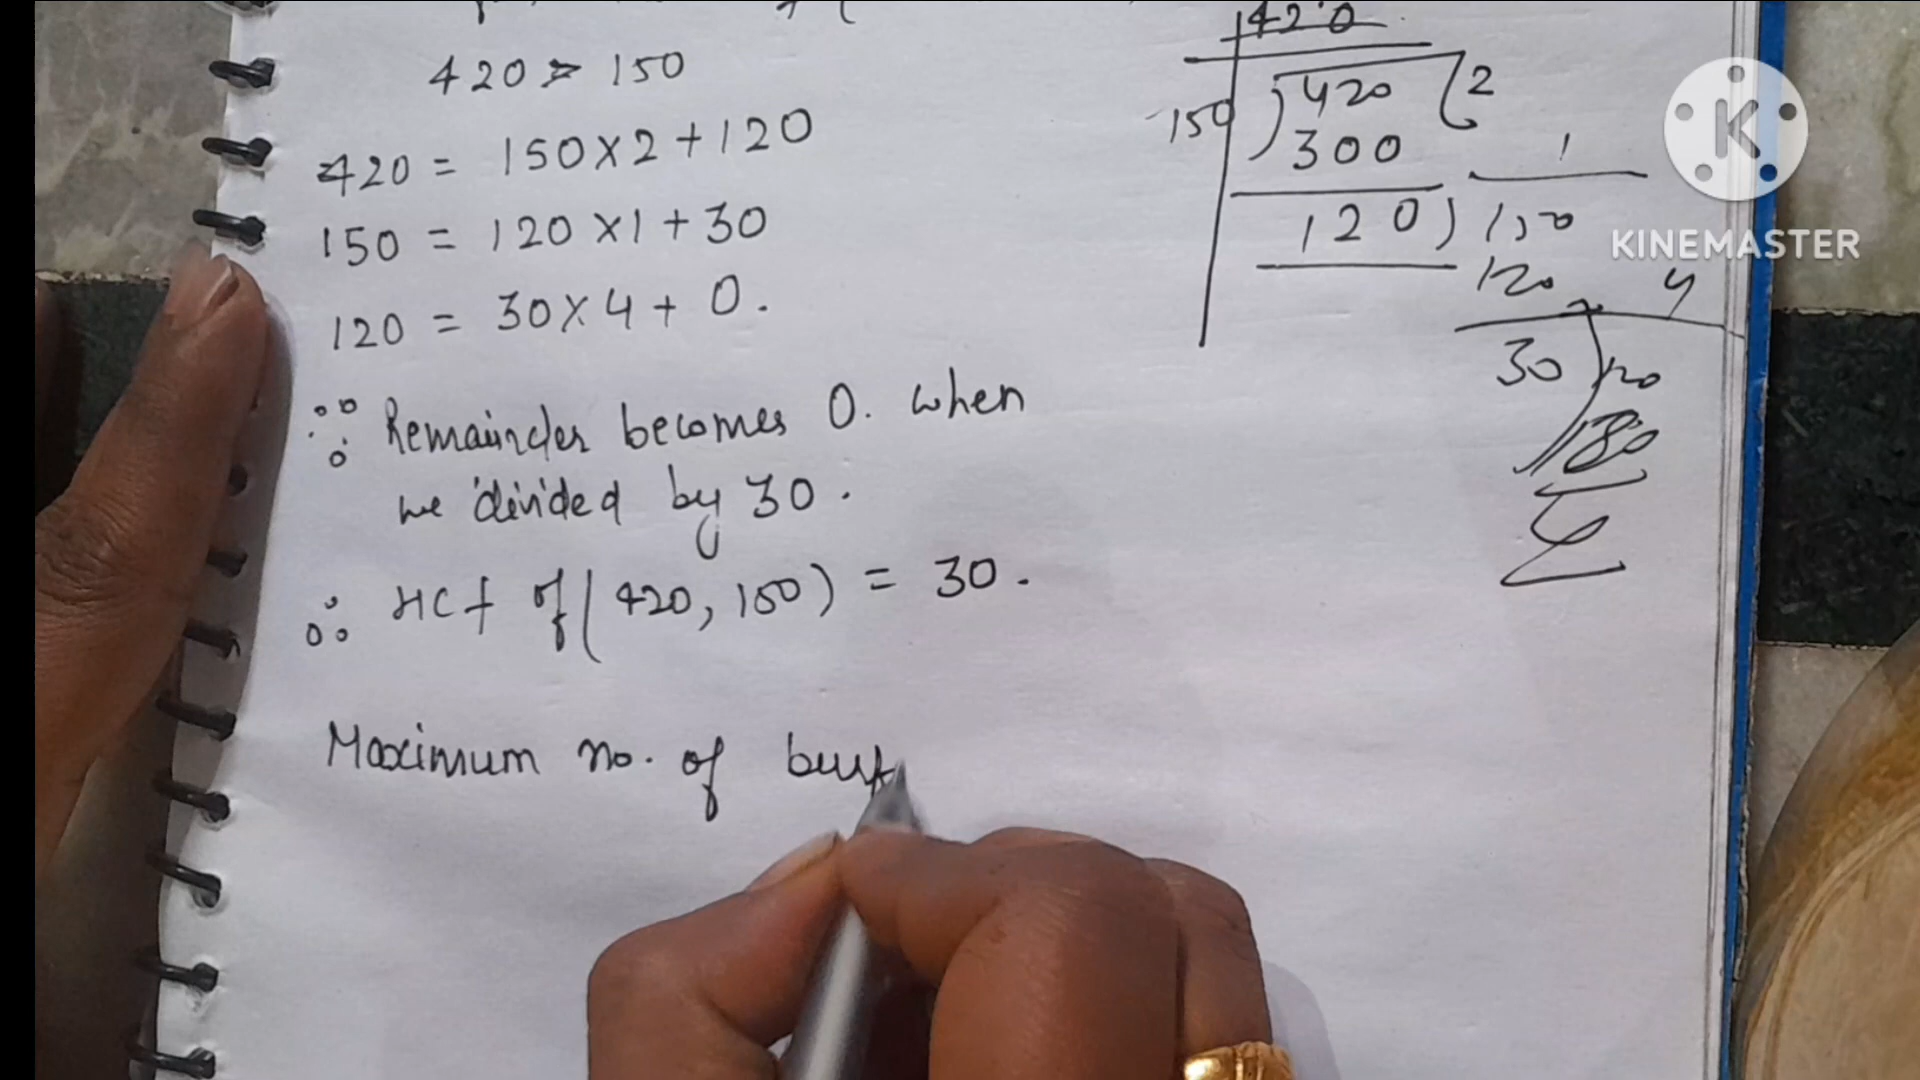 420 > 150
420 = 150 x 2 + 120
150 = 120 x 1 + 30
120 = 30 x 4 + 0.
∵ Remainder becomes 0. when
we divided by 30.
∴ HCf of (420, 150) = 30.
Maximum no. of
420
150 ) 420 ( 2
300
1
120 ) 150
120
4
30 ) 120
K
KINEMASTER